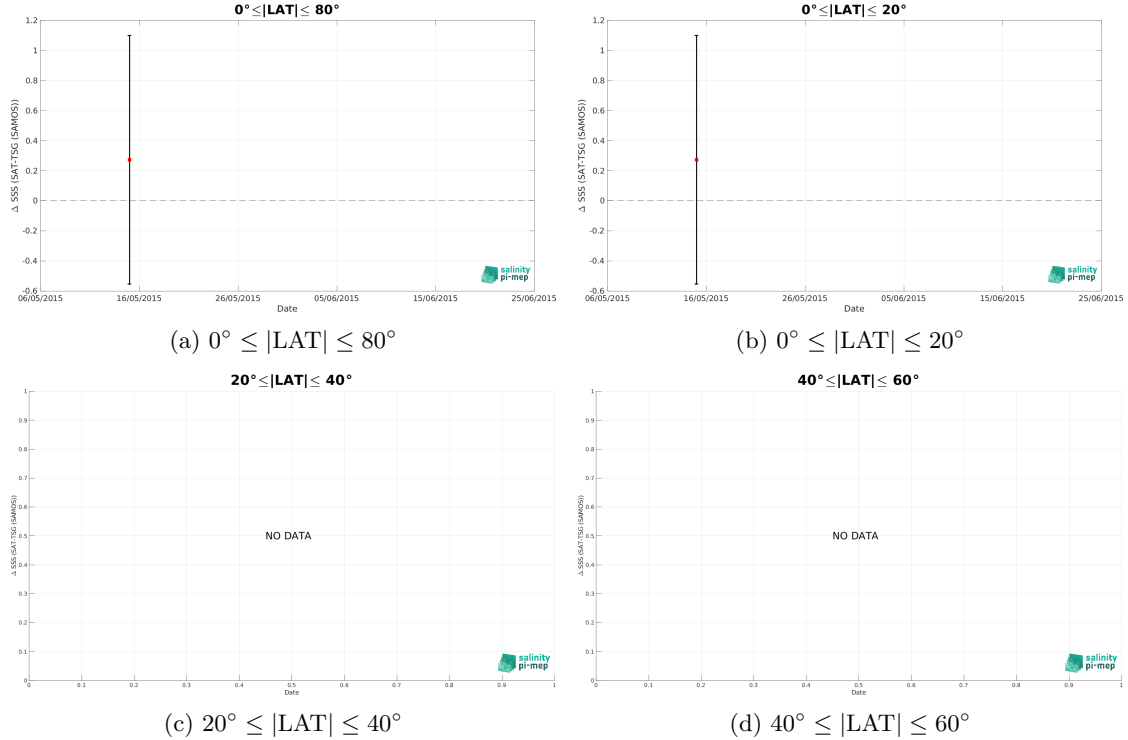 0°≤|LAT|≤ 80°
1.2
1
0.8
0.6
0.4
0.2
0
-0.2
-0.4
-0.6
Δ SSS (SAT-TSG (SAMOS))
06/05/2015 16/05/2015 26/05/2015 05/06/2015 15/06/2015 25/06/2015
Date
salinity
pi-mep
(a) 0° ≤ |LAT| ≤ 80°
0°≤|LAT|≤ 20°
1.2
1
0.8
0.6
0.4
0.2
0
-0.2
-0.4
-0.6
Δ SSS (SAT-TSG (SAMOS))
06/05/2015 16/05/2015 26/05/2015 05/06/2015 15/06/2015 25/06/2015
Date
salinity
pi-mep
(b) 0° ≤ |LAT| ≤ 20°
20°≤|LAT|≤ 40°
1
0.9
0.8
0.7
0.6
0.5
0.4
0.3
0.2
0.1
0
Δ SSS (SAT-TSG (SAMOS))
NO DATA
0 0.1 0.2 0.3 0.4 0.5 0.6 0.7 0.8 0.9 1
Date
salinity
pi-mep
(c) 20° ≤ |LAT| ≤ 40°
40°≤|LAT|≤ 60°
1
0.9
0.8
0.7
0.6
0.5
0.4
0.3
0.2
0.1
0
Δ SSS (SAT-TSG (SAMOS))
NO DATA
0 0.1 0.2 0.3 0.4 0.5 0.6 0.7 0.8 0.9 1
Date
salinity
pi-mep
(d) 40° ≤ |LAT| ≤ 60°